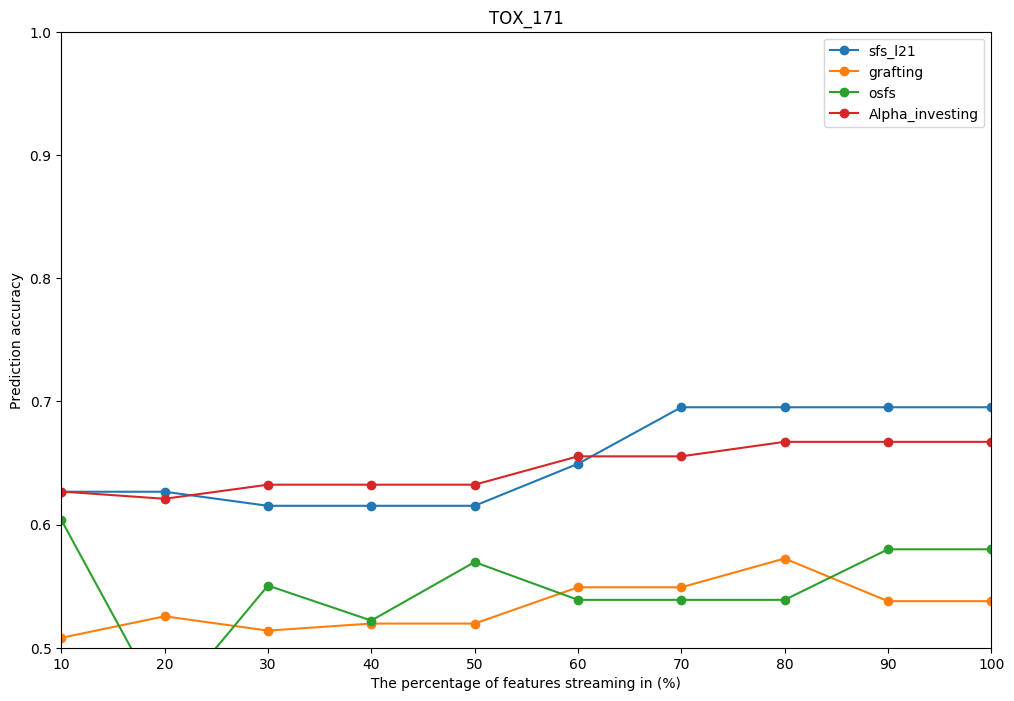 TOX_171
sfs_l21
grafting
osfs
Alpha_investing
Prediction accuracy
1.0
0.9
0.8
0.7
0.6
0.5
10 20 30 40 50 60 70 80 90 100
The percentage of features streaming in (%)